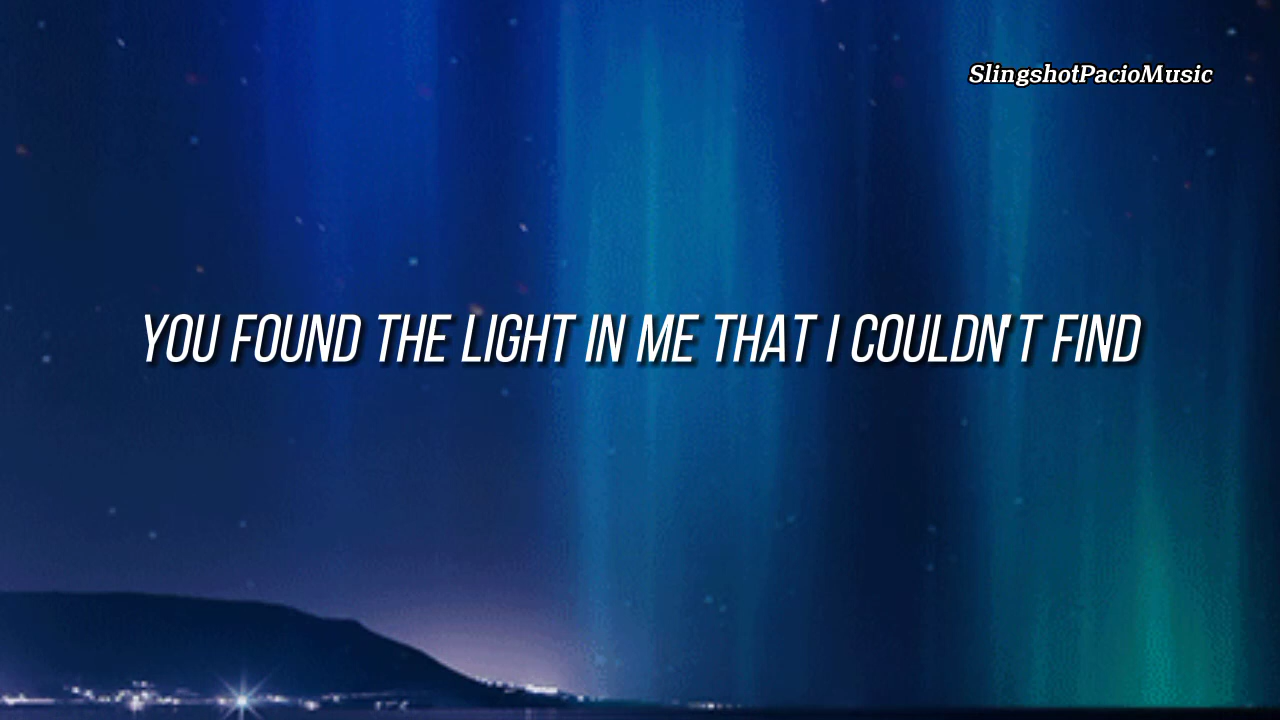 SlingshotPacioMusic
YOU FOUND THE LIGHT IN ME THAT I COULDN'T FIND